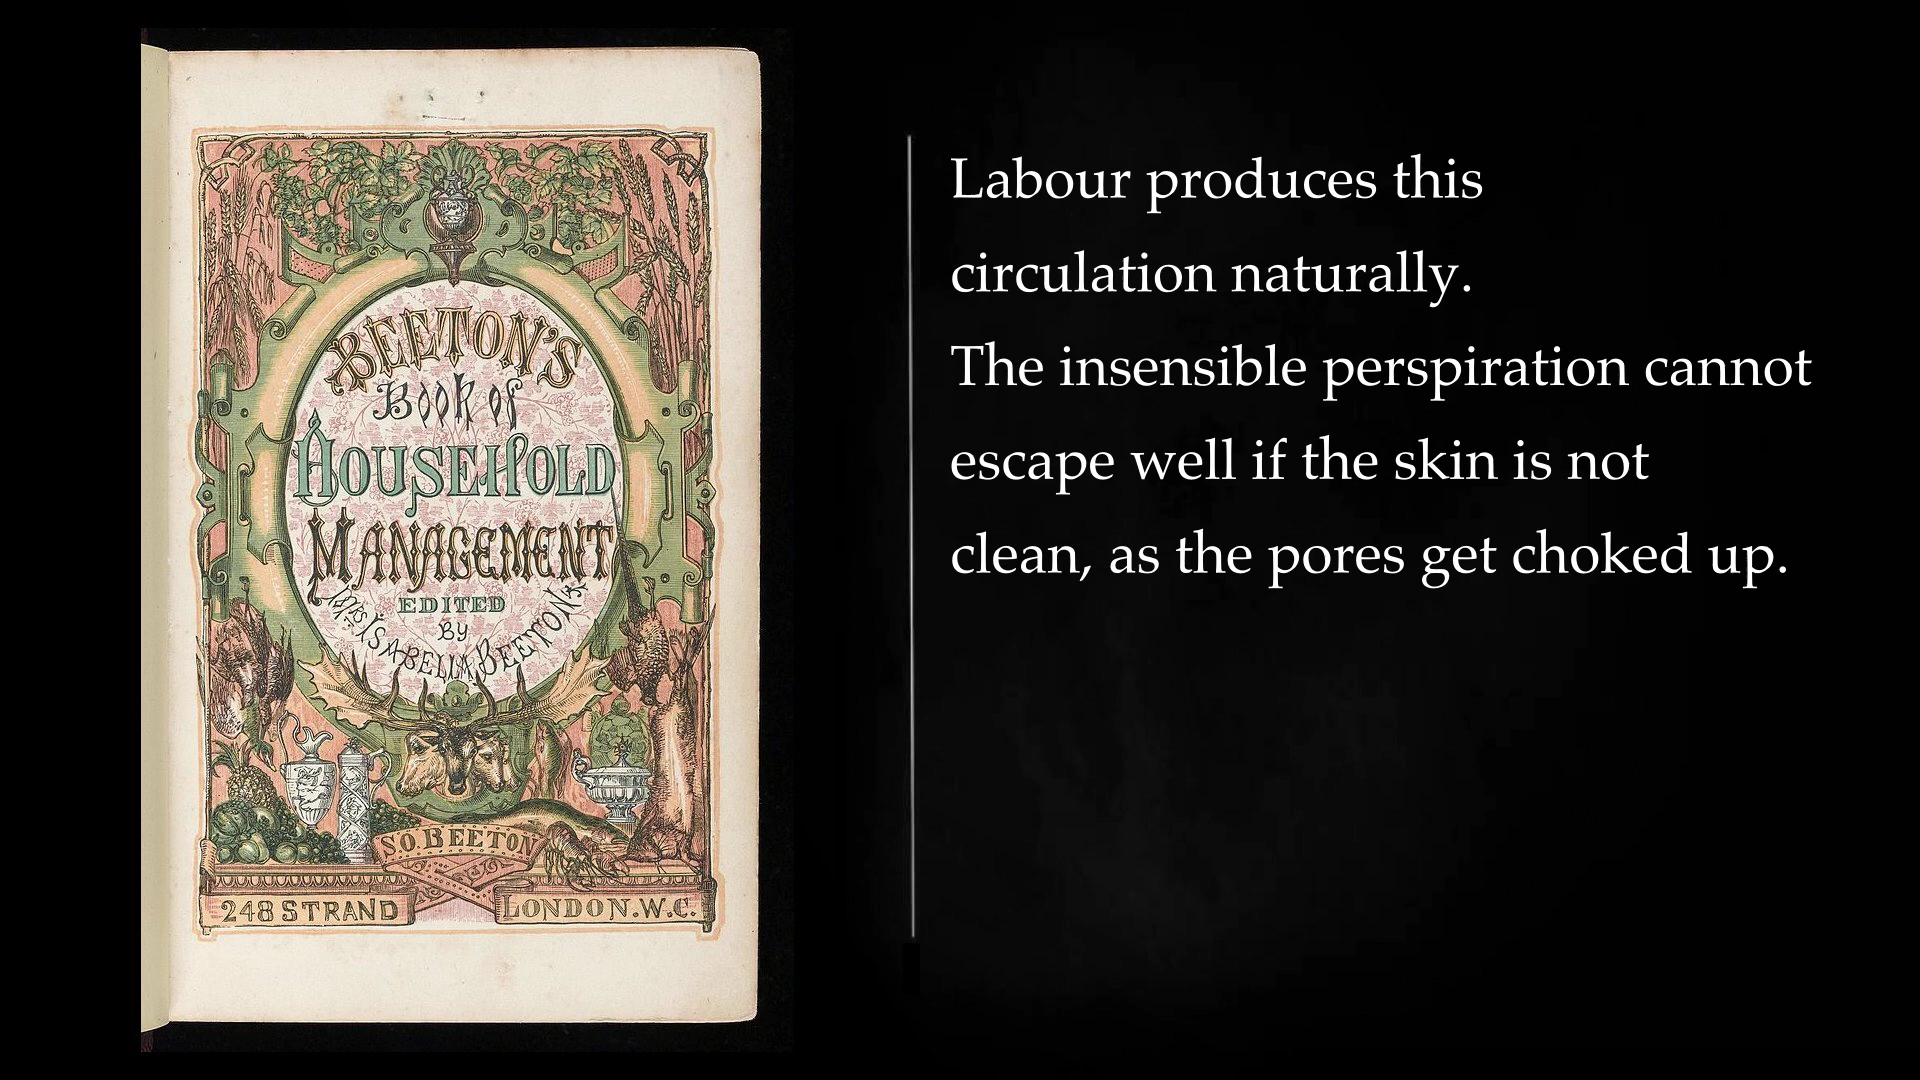 BEETON'S
Book of
HOUSEHOLD
MANAGEMENT
EDITED
BY
MRS ISABELLA BEETON
S.O. BEETON
248 STRAND
LONDON. W.C.
Labour produces this
circulation naturally.
The insensible perspiration cannot
escape well if the skin is not
clean, as the pores get choked up.